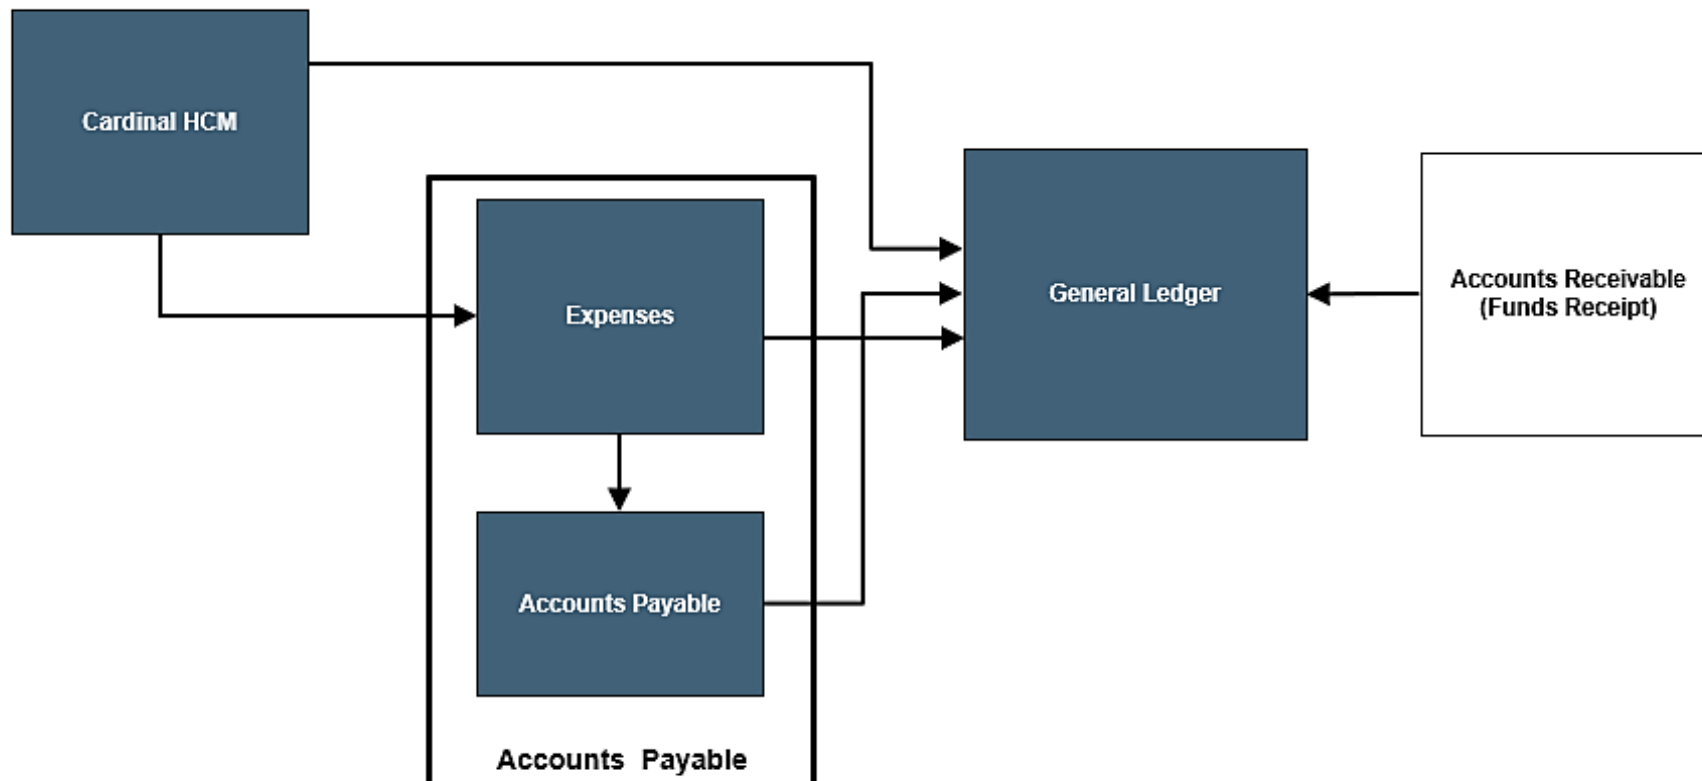 Cardinal HCM
Expenses
General Ledger
Accounts Receivable
(Funds Receipt)
Accounts Payable
Accounts Payable